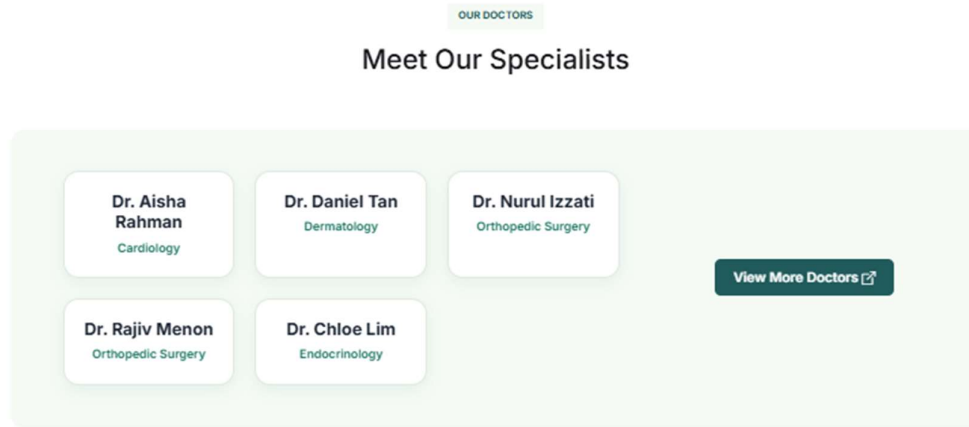 OUR DOCTORS
Meet Our Specialists
Dr. Aisha
Rahman
Cardiology
Dr. Daniel Tan
Dermatology
Dr. Nurul Izzati
Orthopedic Surgery
Dr. Rajiv Menon
Orthopedic Surgery
Dr. Chloe Lim
Endocrinology
View More Doctors